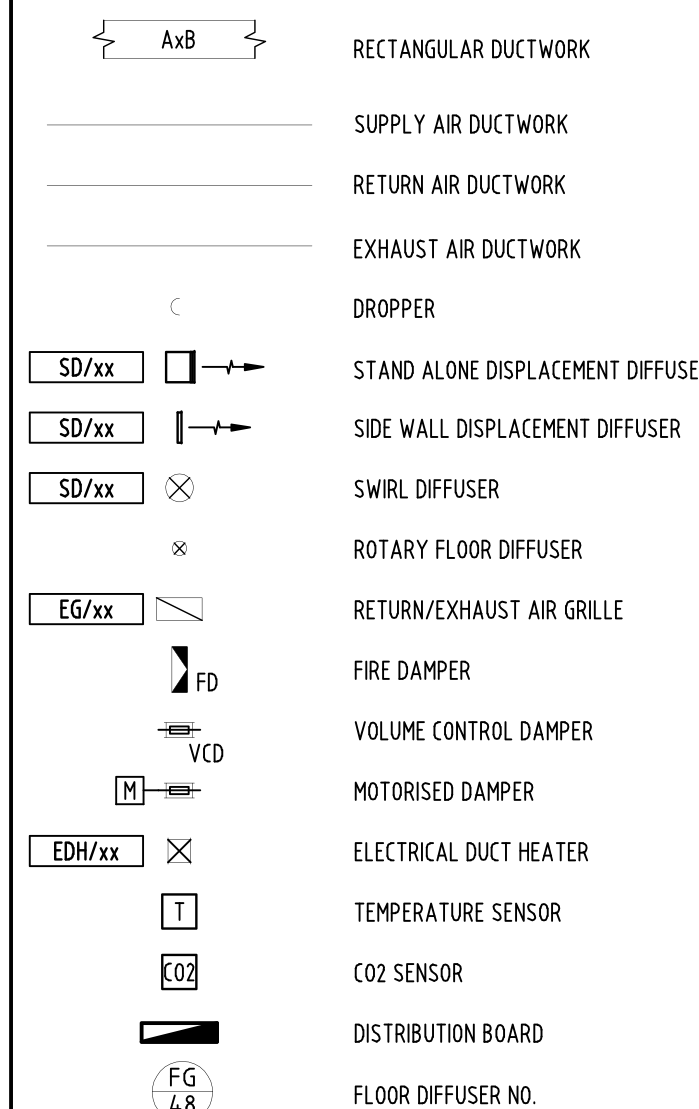 AxB RECTANGULAR DUCTWORK
SUPPLY AIR DUCTWORK
RETURN AIR DUCTWORK
EXHAUST AIR DUCTWORK
DROPPER
SD/xx STAND ALONE DISPLACEMENT DIFFUSE
SD/xx SIDE WALL DISPLACEMENT DIFFUSER
SD/xx SWIRL DIFFUSER
ROTARY FLOOR DIFFUSER
EG/xx RETURN/EXHAUST AIR GRILLE
FD FIRE DAMPER
VCD VOLUME CONTROL DAMPER
M MOTORISED DAMPER
EDH/xx ELECTRICAL DUCT HEATER
T TEMPERATURE SENSOR
CO2 CO2 SENSOR
DISTRIBUTION BOARD
FG
48 FLOOR DIFFUSER NO.